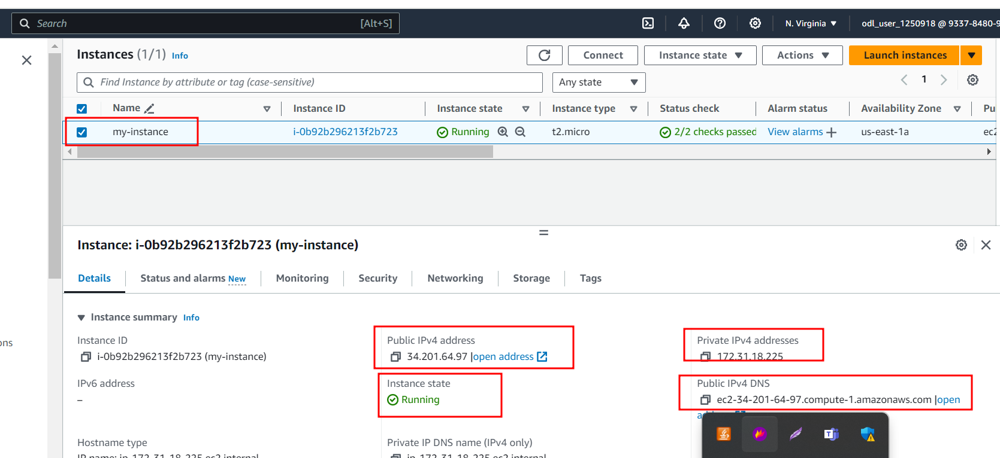 Search [Alt+S] N. Virginia odl_user_1250918 @ 9337-8480-9
Instances (1/1) Info Connect Instance state Actions Launch instances
Find Instance by attribute or tag (case-sensitive) Any state 1
Name Instance ID Instance state Instance type Status check Alarm status Availability Zone Pu
my-instance i-0b92b296213f2b723 Running t2.micro 2/2 checks passed View alarms us-east-1a ec2
Instance: i-0b92b296213f2b723 (my-instance)
Details Status and alarms New Monitoring Security Networking Storage Tags
Instance summary Info
ons
Instance ID Public IPv4 address Private IPv4 addresses
i-0b92b296213f2b723 (my-instance) 34.201.64.97 |open address 172.31.18.225
IPv6 address Instance state Public IPv4 DNS
– Running ec2-34-201-64-97.compute-1.amazonaws.com |open
Hostname type Private IP DNS name (IPv4 only)
IP name: ip-172-31-18-225.ec2.internal ip-172-31-18-225.ec2.internal